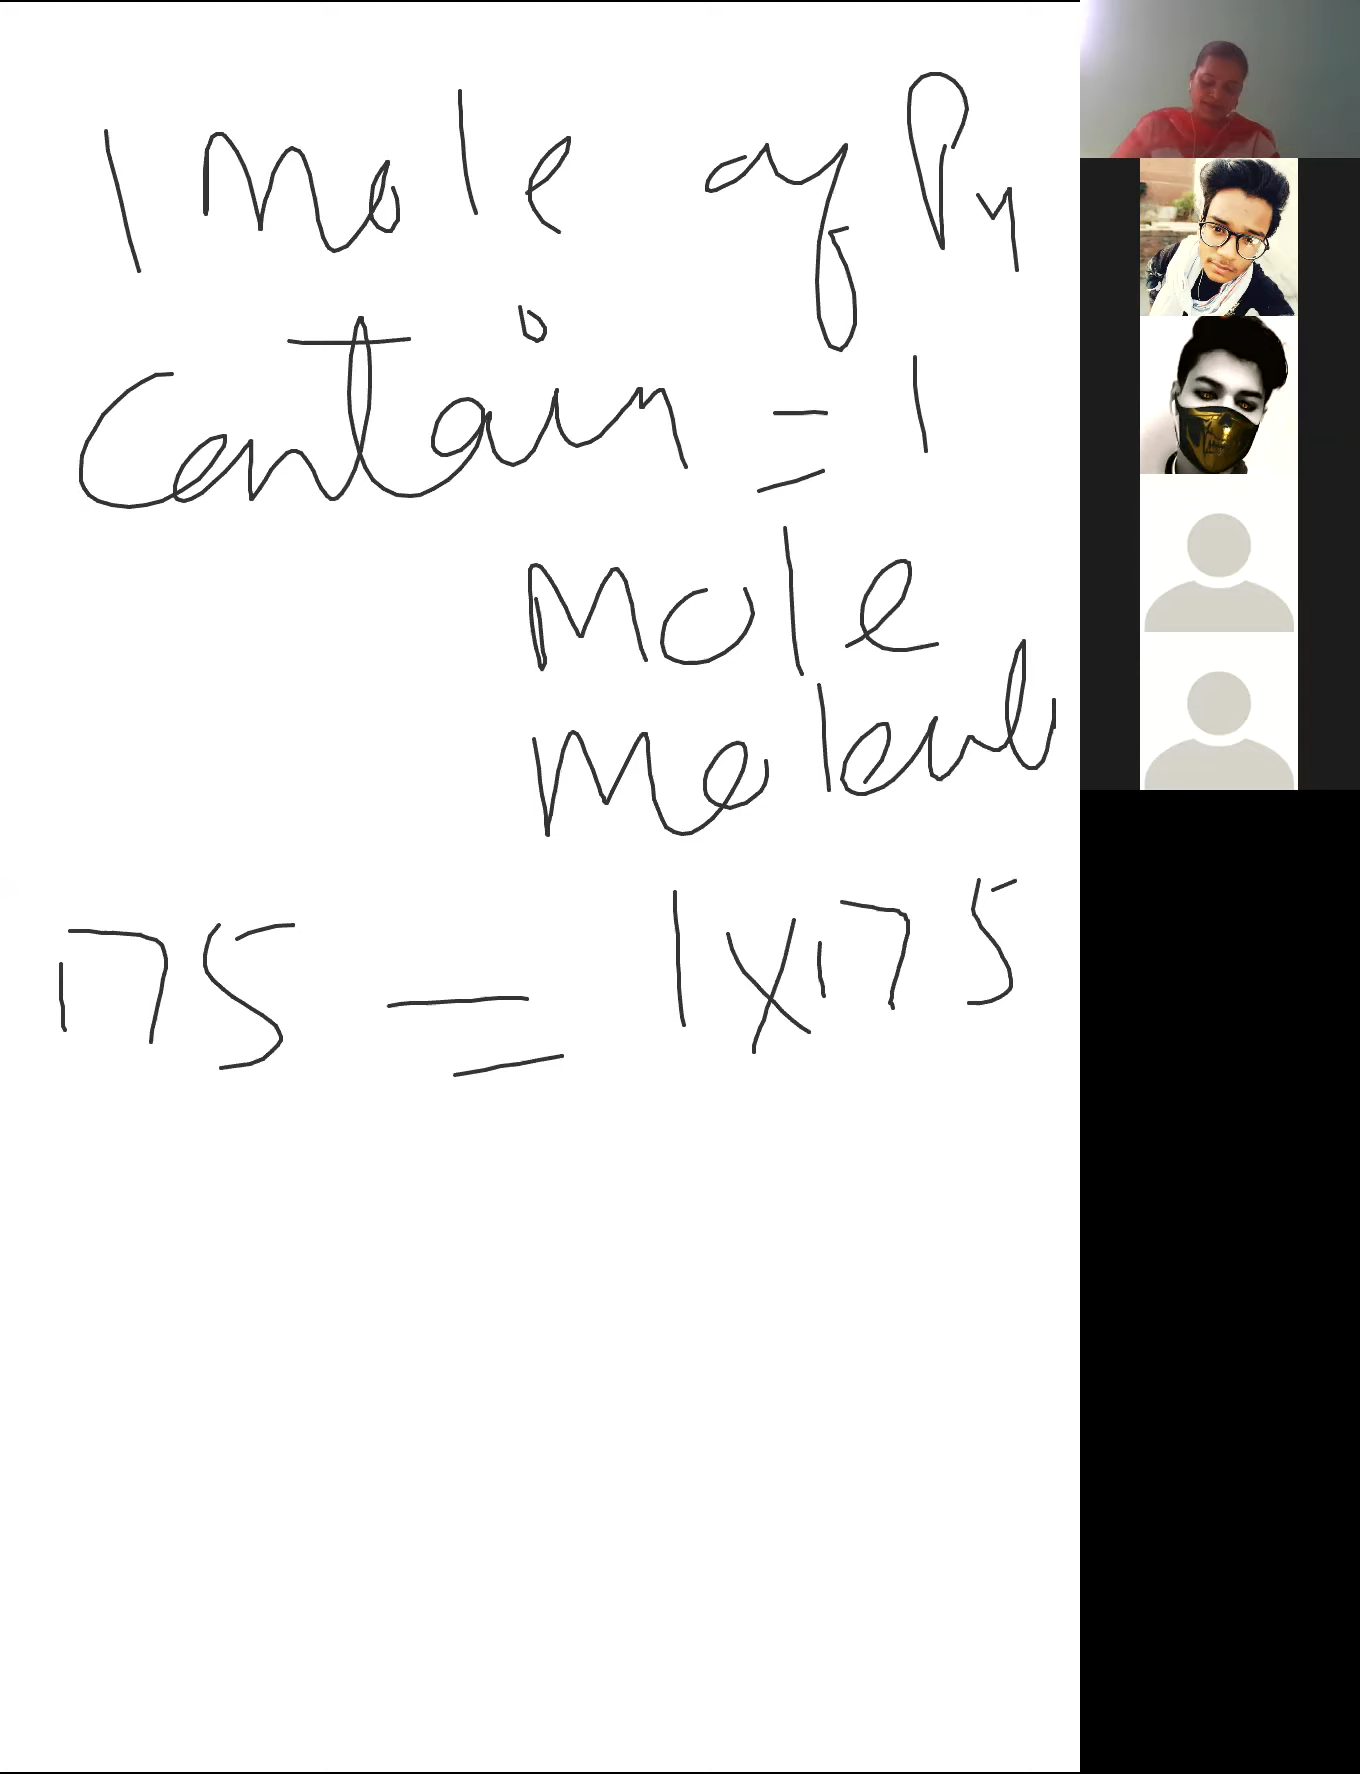 1 Mole of P4
Contain = 1
Mole
Molecul
175 = 1x175